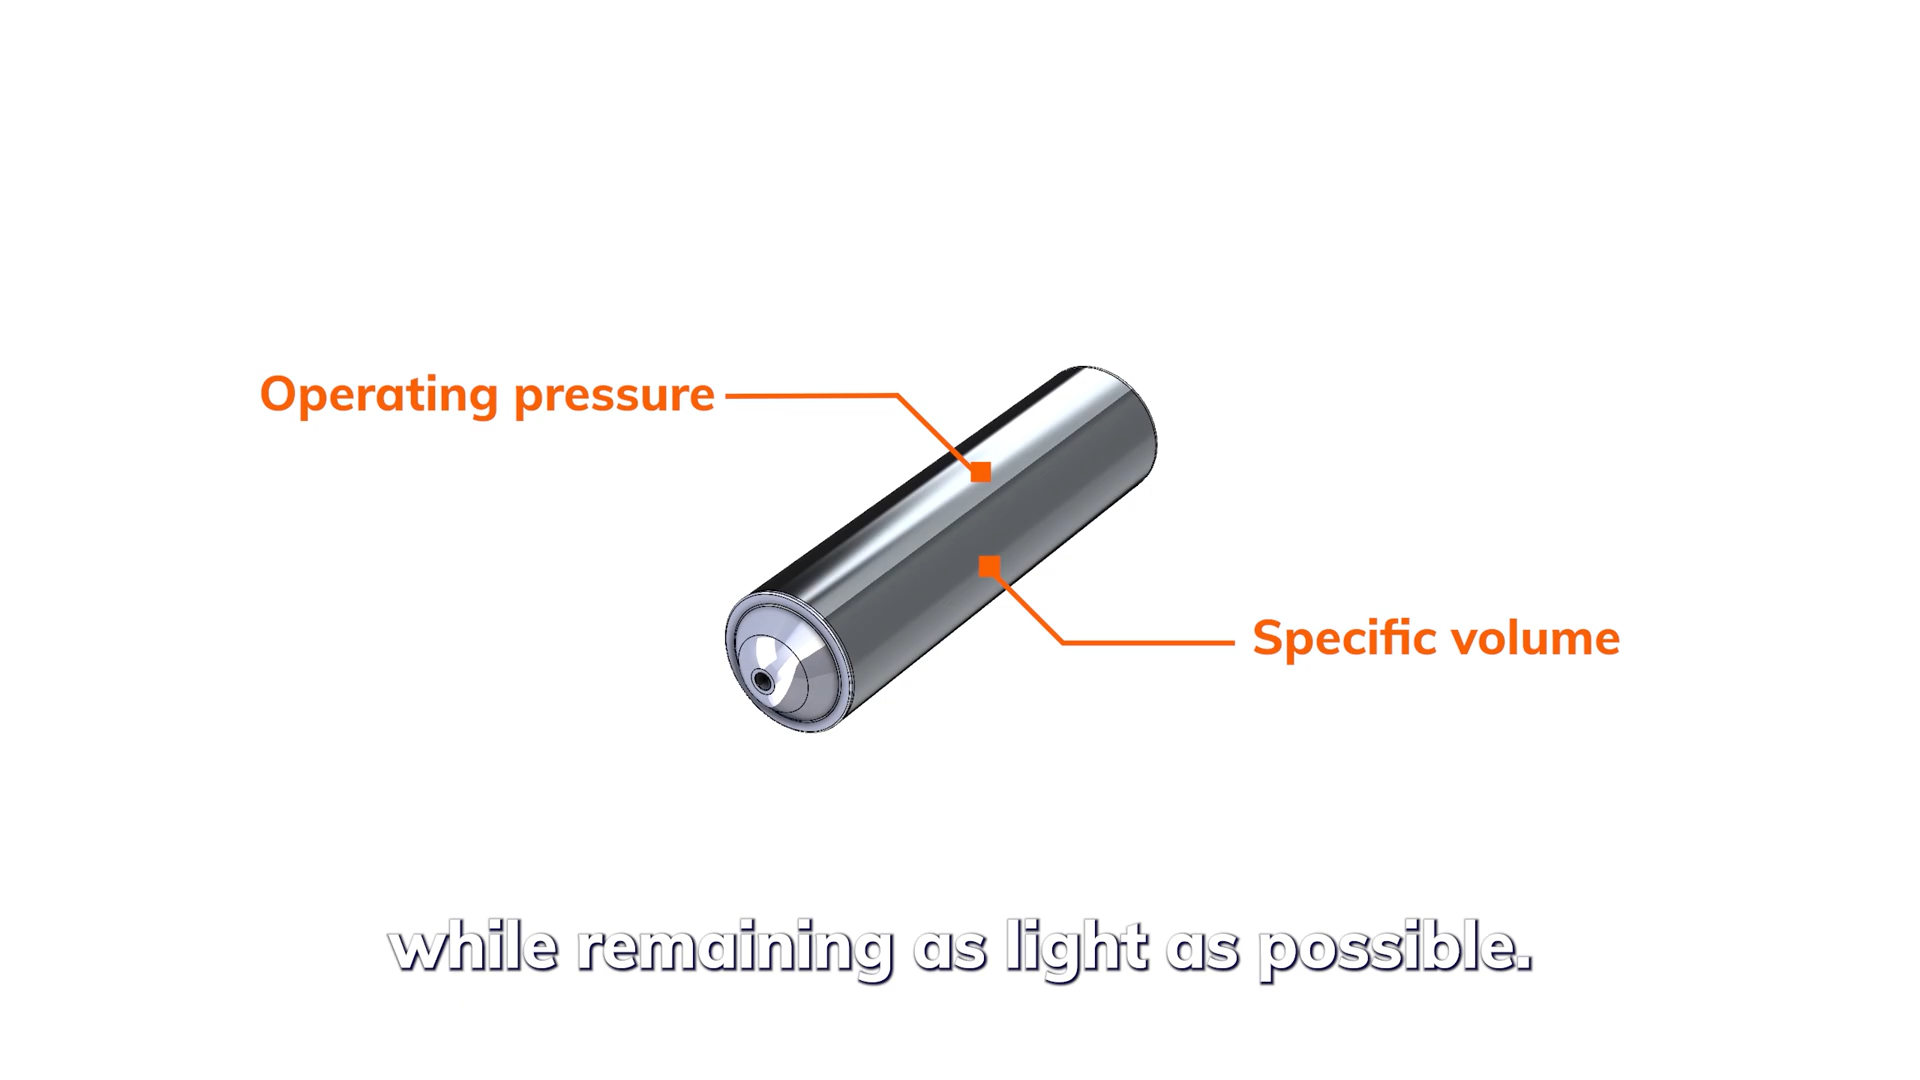 Operating pressure
Specific volume
while remaining as light as possible.